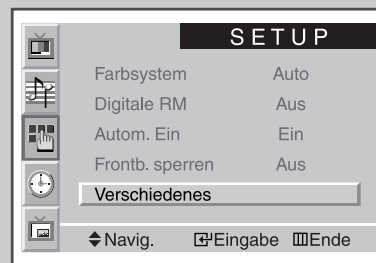 SETUP
Farbsystem Auto
Digitale RM Aus
Autom. Ein Ein
Frontb. sperren Aus
Verschiedenes
Navig. Eingabe Ende